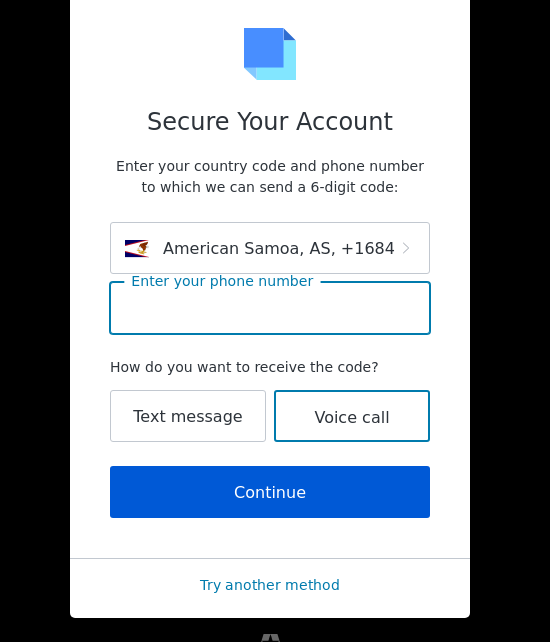 Secure Your Account
Enter your country code and phone number
to which we can send a 6-digit code:
American Samoa, AS, +1684
Enter your phone number
How do you want to receive the code?
Text message
Voice call
Continue
Try another method